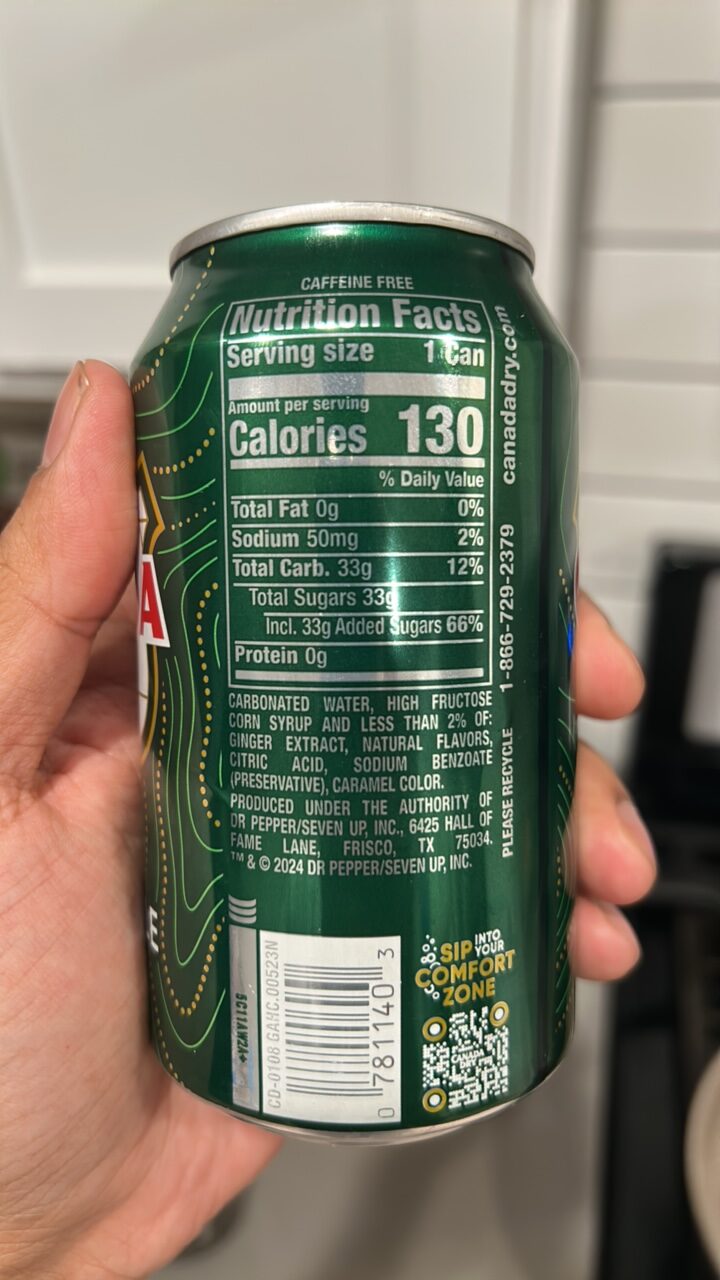 CAFFEINE FREE
Nutrition Facts
Serving size 1 Can
Amount per serving
Calories 130
% Daily Value
Total Fat 0g 0%
Sodium 50mg 2%
Total Carb. 33g 12%
Total Sugars 33g
Incl. 33g Added Sugars 66%
Protein 0g
CARBONATED WATER, HIGH FRUCTOSE
CORN SYRUP AND LESS THAN 2% OF:
GINGER EXTRACT, NATURAL FLAVORS,
CITRIC ACID, SODIUM BENZOATE
(PRESERVATIVE), CARAMEL COLOR.
PRODUCED UNDER THE AUTHORITY OF
DR PEPPER/SEVEN UP, INC., 6425 HALL OF
FAME LANE, FRISCO, TX 75034.
™ & © 2024 DR PEPPER/SEVEN UP, INC.
PLEASE RECYCLE 1-866-729-2379 canadadry.com
A
E
5C11AW2A+
CD-0108 GAHC.00523N
0 781140 3
SIP INTO
YOUR
COMFORT
ZONE
CANADA
DRY